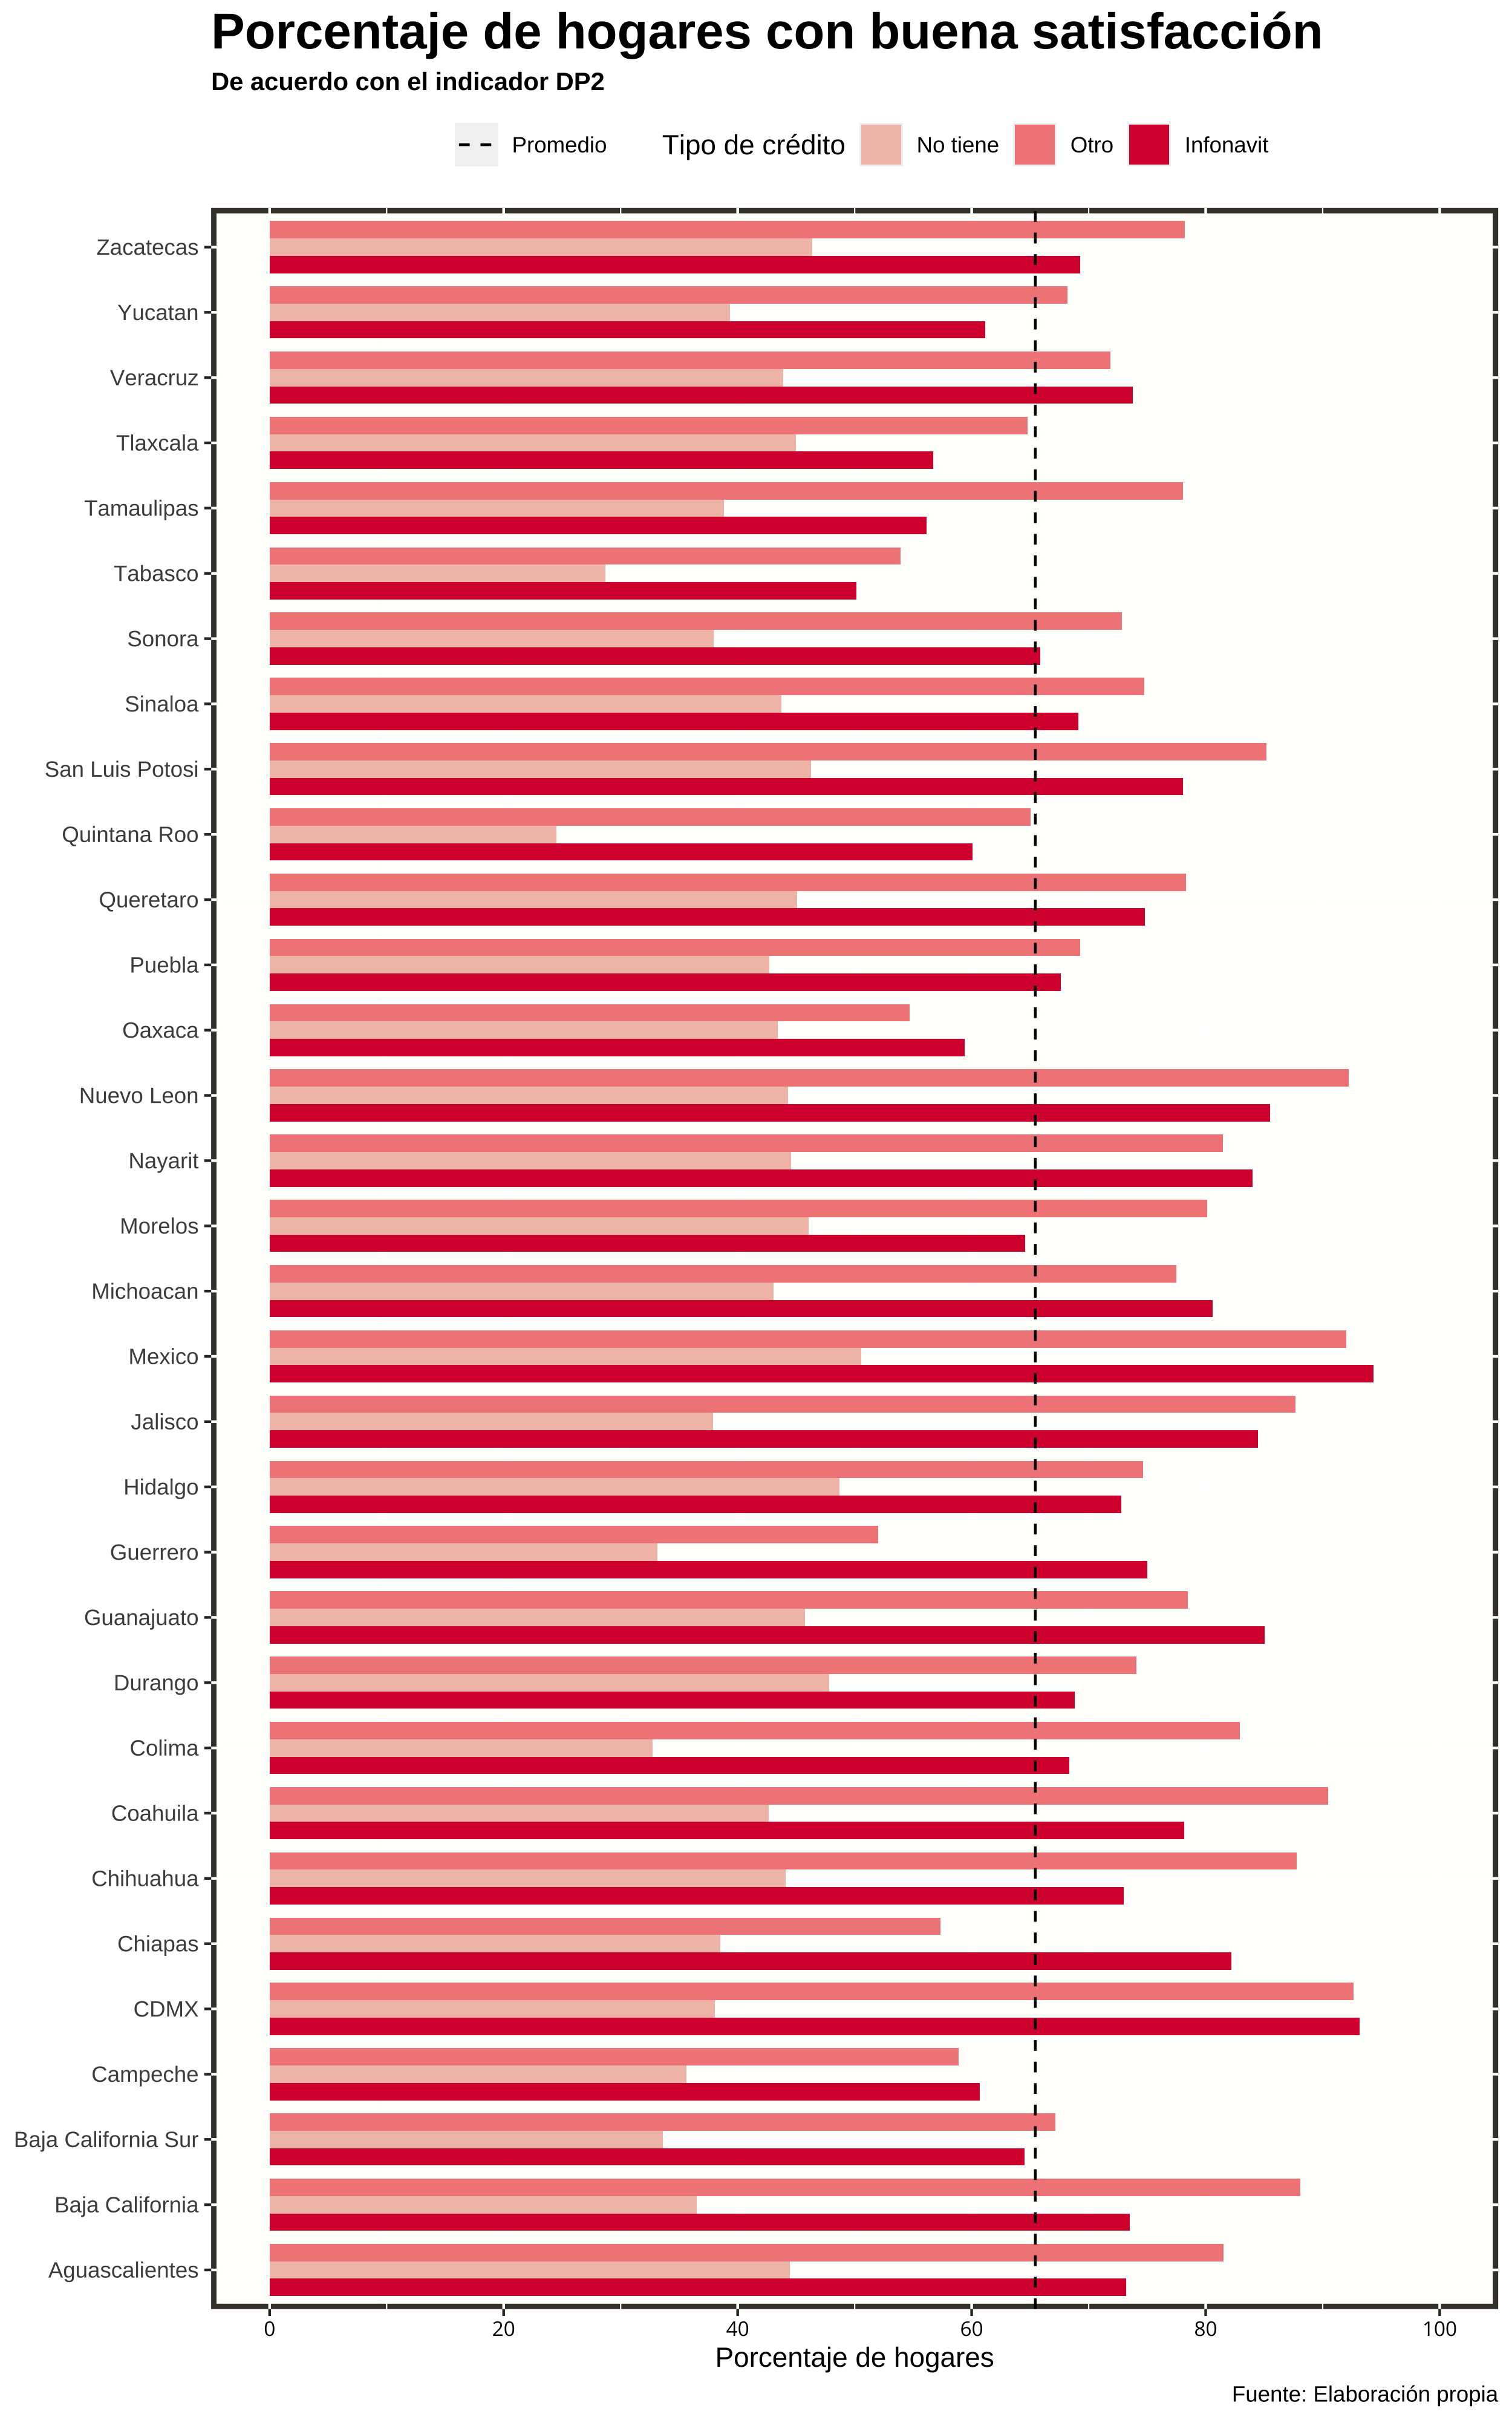 Porcentaje de hogares con buena satisfacción
De acuerdo con el indicador DP2
Promedio Tipo de crédito No tiene Otro Infonavit
Zacatecas
Yucatan
Veracruz
Tlaxcala
Tamaulipas
Tabasco
Sonora
Sinaloa
San Luis Potosi
Quintana Roo
Queretaro
Puebla
Oaxaca
Nuevo Leon
Nayarit
Morelos
Michoacan
Mexico
Jalisco
Hidalgo
Guerrero
Guanajuato
Durango
Colima
Coahuila
Chihuahua
Chiapas
CDMX
Campeche
Baja California Sur
Baja California
Aguascalientes
0 20 40 60 80 100
Porcentaje de hogares
Fuente: Elaboración propia